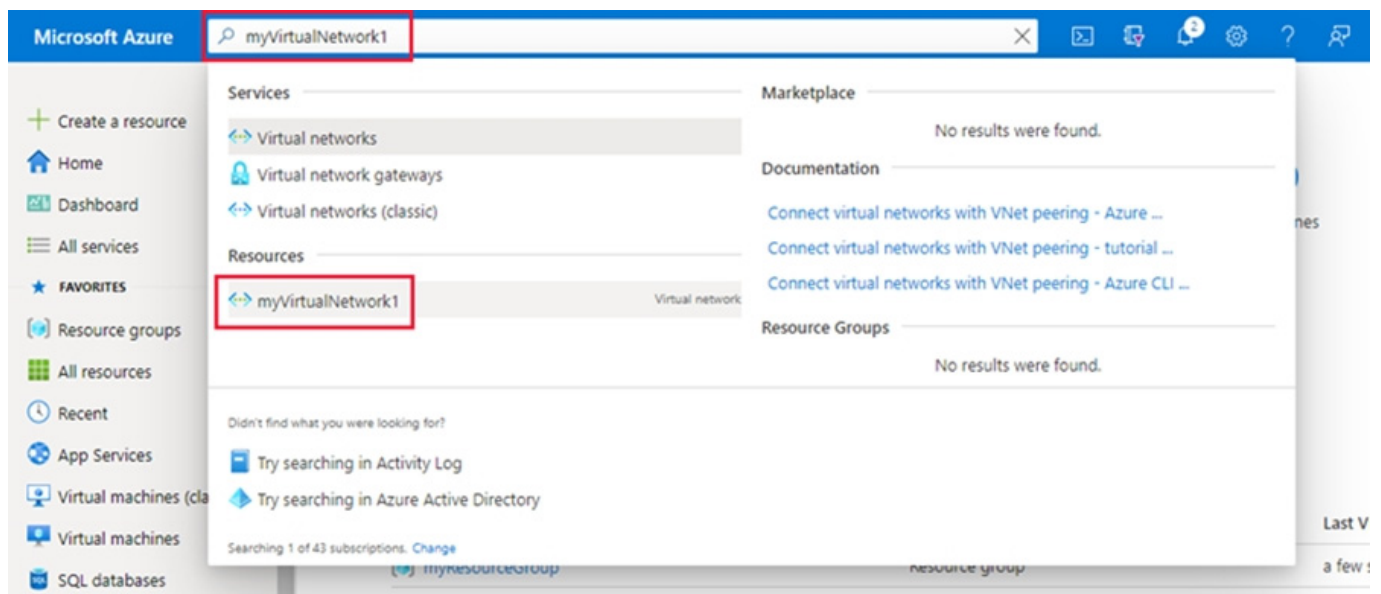 Microsoft Azure
myVirtualNetwork1
2
Create a resource
Home
Dashboard
All services
FAVORITES
Resource groups
All resources
Recent
App Services
Virtual machines (cla
Virtual machines
SQL databases
Services
Virtual networks
Virtual network gateways
Virtual networks (classic)
Resources
myVirtualNetwork1 Virtual network
Marketplace
No results were found.
Documentation
Connect virtual networks with VNet peering - Azure ...
Connect virtual networks with VNet peering - tutorial ...
Connect virtual networks with VNet peering - Azure CLI ...
Resource Groups
No results were found.
Didn't find what you were looking for?
Try searching in Activity Log
Try searching in Azure Active Directory
Searching 1 of 43 subscriptions. Change
nes
Last V
myResourceGroup Resource group a few s